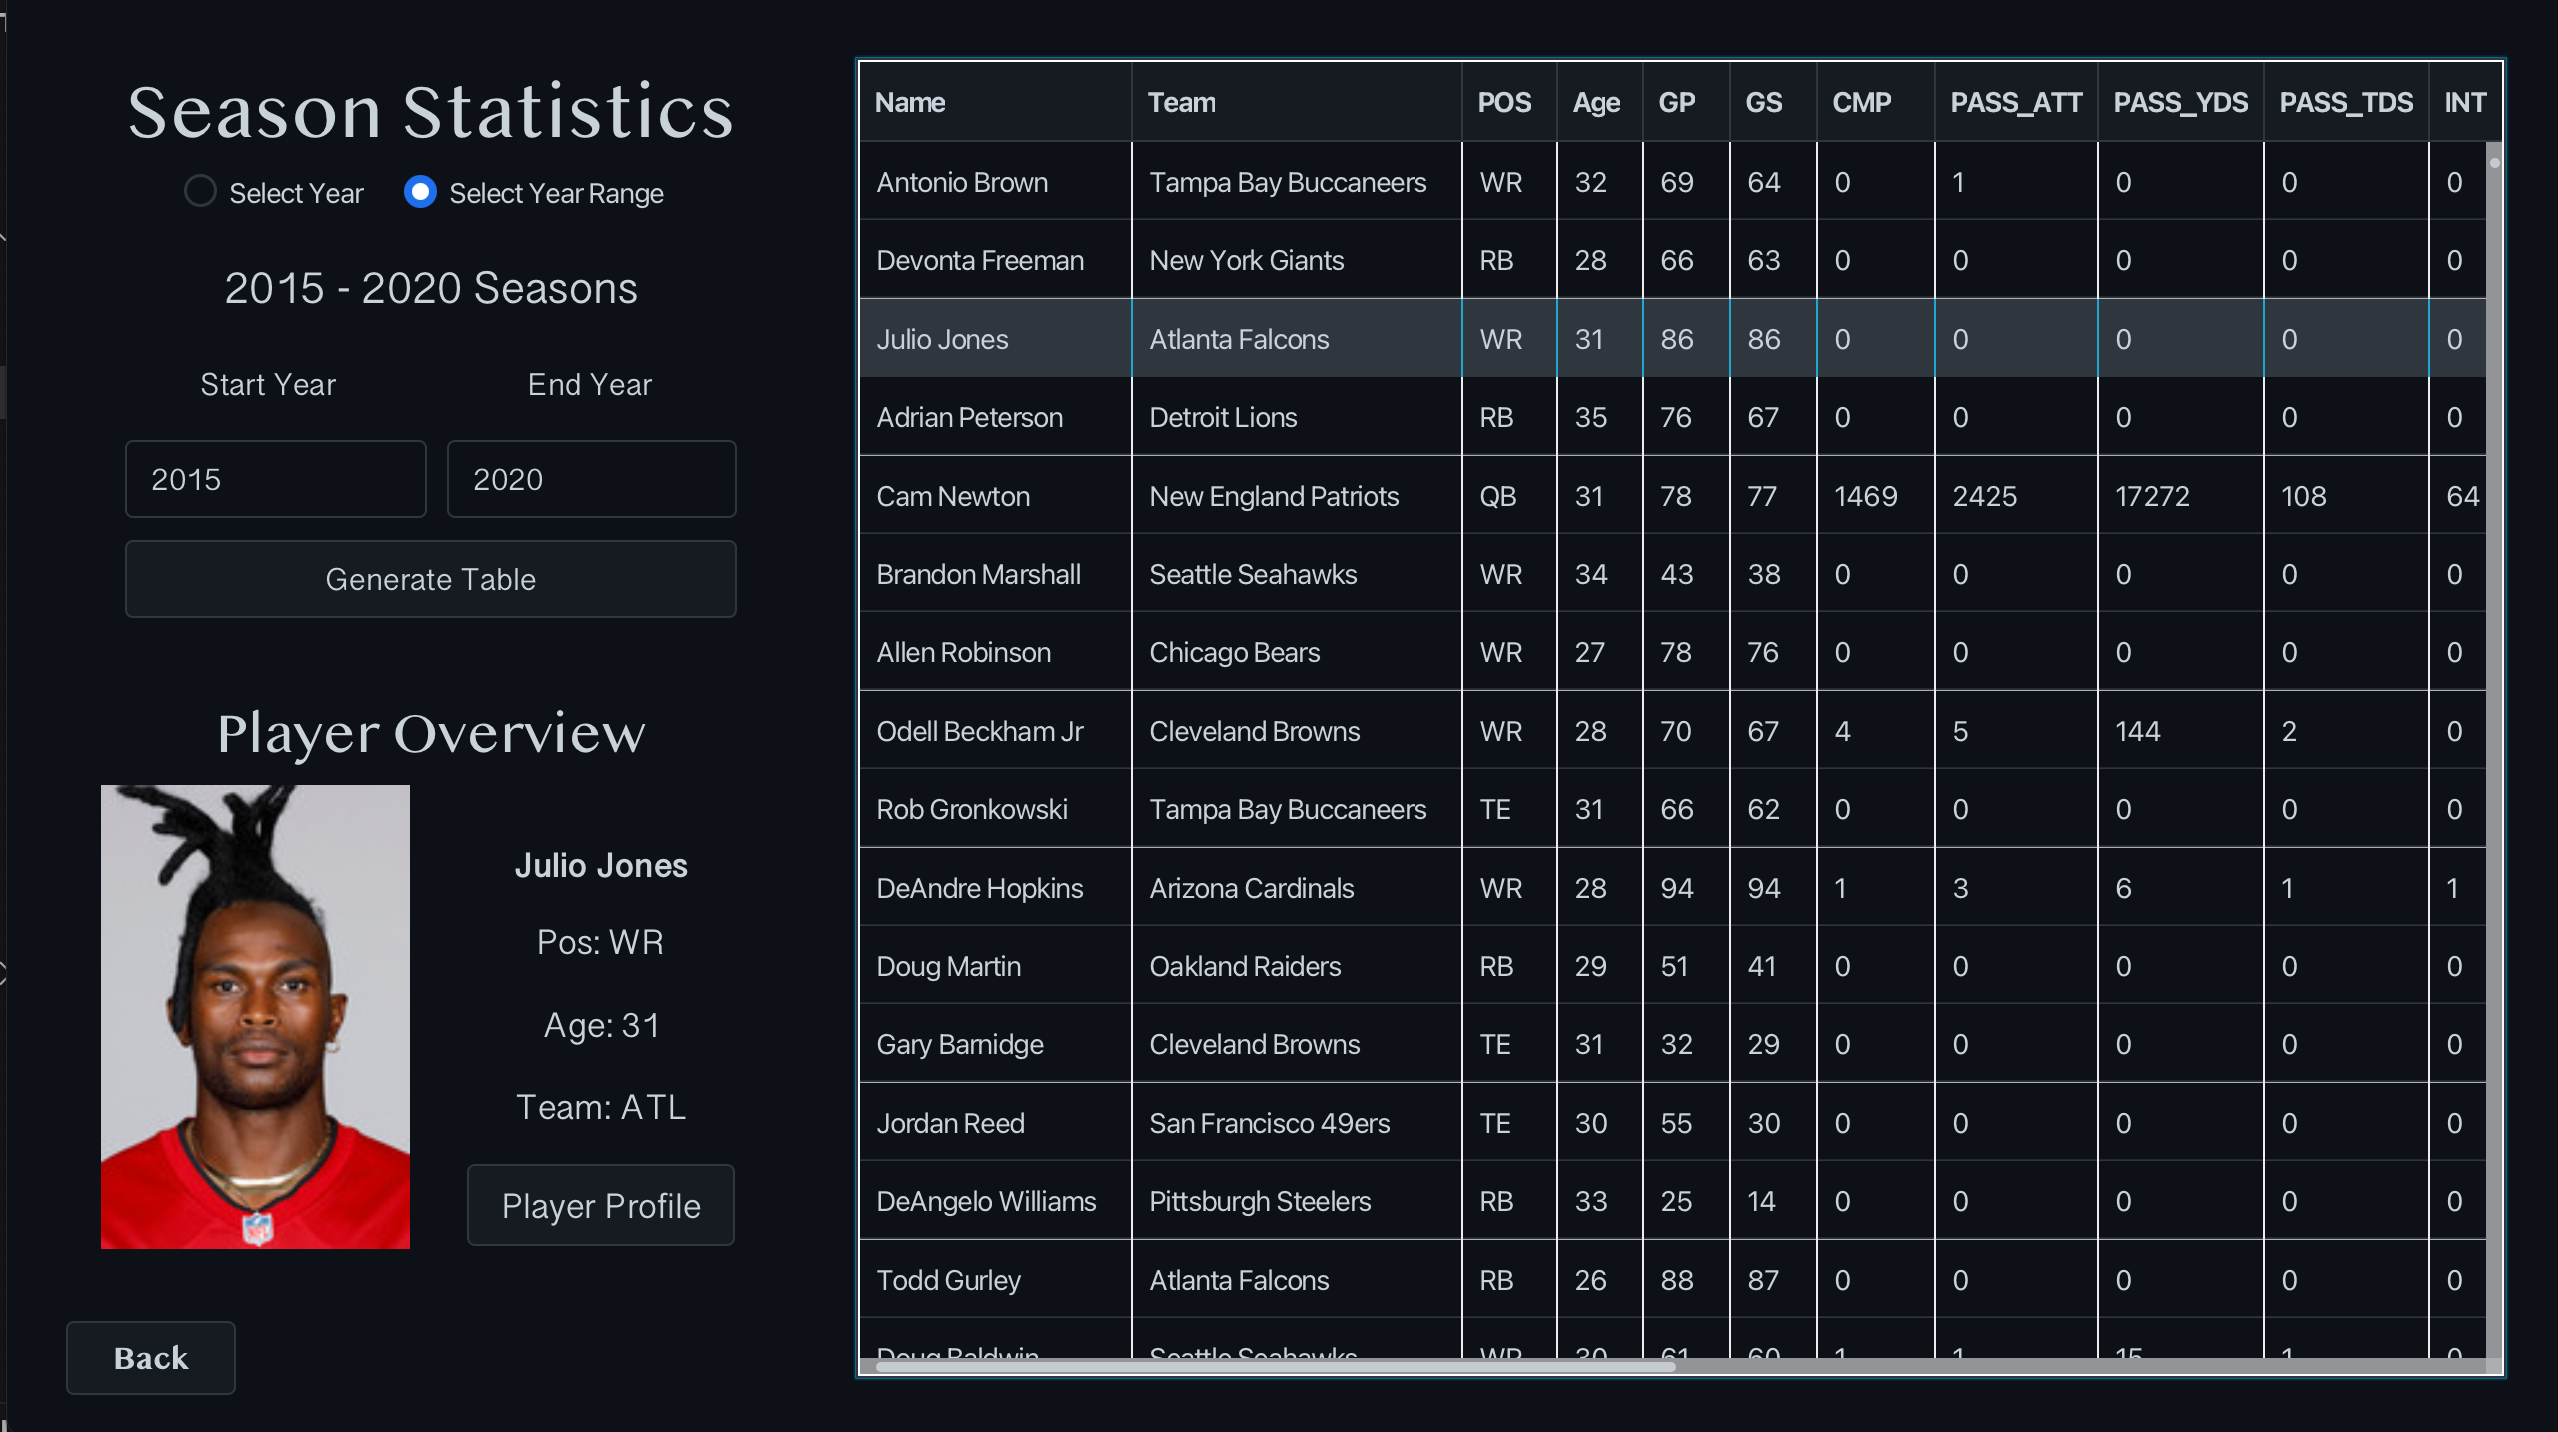 Season Statistics
Select Year Select Year Range
2015 - 2020 Seasons
Start Year End Year
2015 2020
Generate Table
Player Overview
Julio Jones
Pos: WR
Age: 31
Team: ATL
Player Profile
Back
Name Team POS Age GP GS CMP PASS_ATT PASS_YDS PASS_TDS INT
Antonio Brown Tampa Bay Buccaneers WR 32 69 64 0 1 0 0 0
Devonta Freeman New York Giants RB 28 66 63 0 0 0 0 0
Julio Jones Atlanta Falcons WR 31 86 86 0 0 0 0 0
Adrian Peterson Detroit Lions RB 35 76 67 0 0 0 0 0
Cam Newton New England Patriots QB 31 78 77 1469 2425 17272 108 64
Brandon Marshall Seattle Seahawks WR 34 43 38 0 0 0 0 0
Allen Robinson Chicago Bears WR 27 78 76 0 0 0 0 0
Odell Beckham Jr Cleveland Browns WR 28 70 67 4 5 144 2 0
Rob Gronkowski Tampa Bay Buccaneers TE 31 66 62 0 0 0 0 0
DeAndre Hopkins Arizona Cardinals WR 28 94 94 1 3 6 1 1
Doug Martin Oakland Raiders RB 29 51 41 0 0 0 0 0
Gary Barnidge Cleveland Browns TE 31 32 29 0 0 0 0 0
Jordan Reed San Francisco 49ers TE 30 55 30 0 0 0 0 0
DeAngelo Williams Pittsburgh Steelers RB 33 25 14 0 0 0 0 0
Todd Gurley Atlanta Falcons RB 26 88 87 0 0 0 0 0
Doug Baldwin Seattle Seahawks WR 30 61 60 1 1 15 1 0